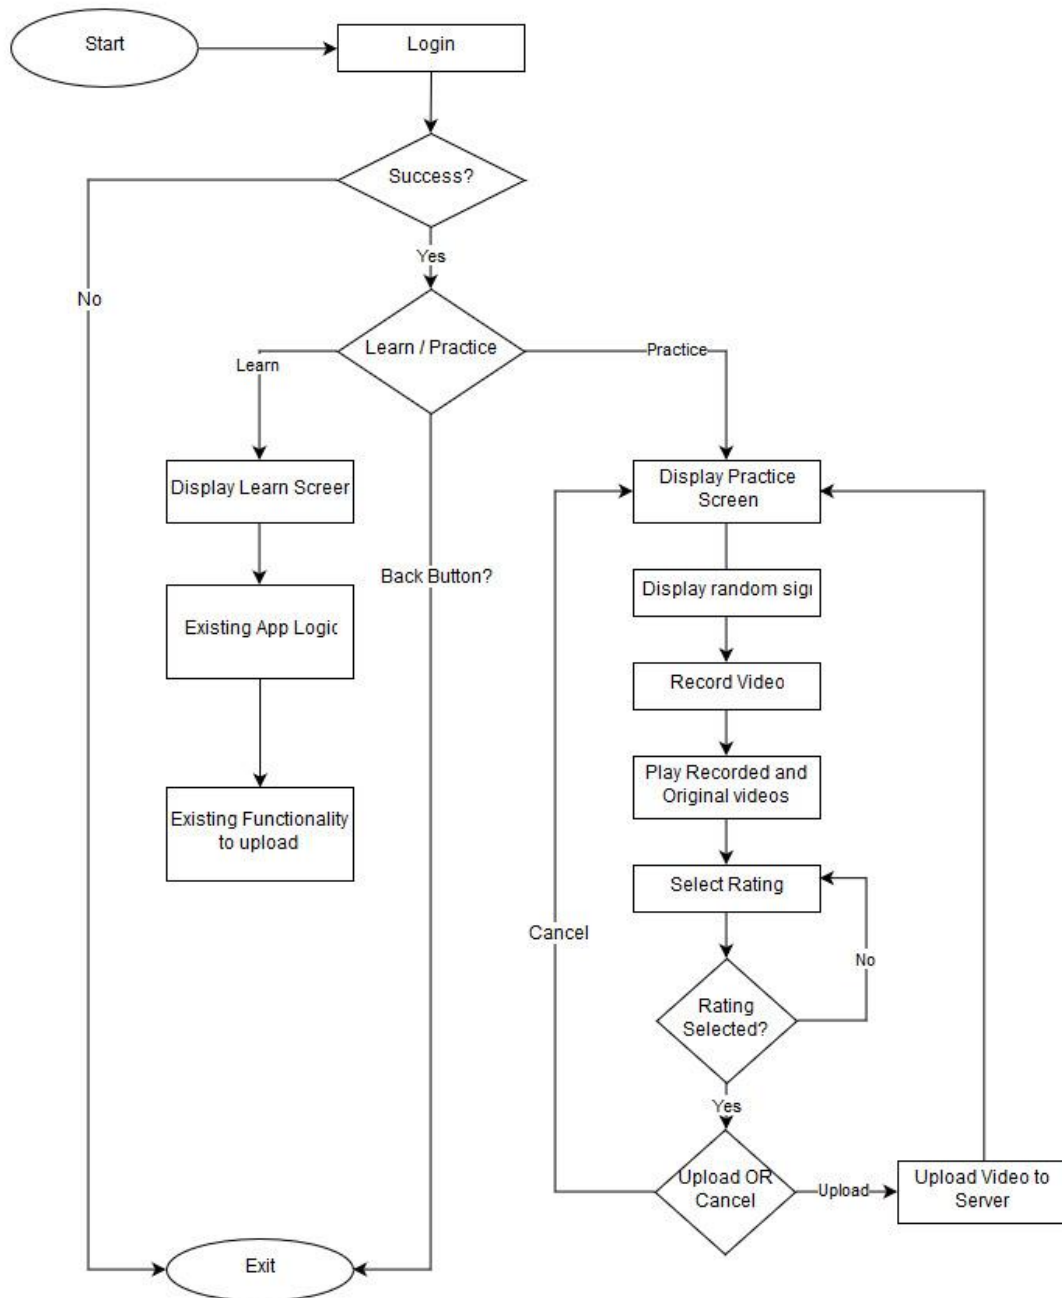 Start
Login
Success?
Yes
No
Learn / Practice
Learn
Practice
Display Learn Screer
Display Practice
Screen
Back Button?
Display random sigi
Existing App Logic
Record Video
Play Recorded and
Original videos
Existing Functionality
to upload
Select Rating
Cancel
No
Rating
Selected?
Yes
Upload OR
Cancel
Upload
Upload Video to
Server
Exit